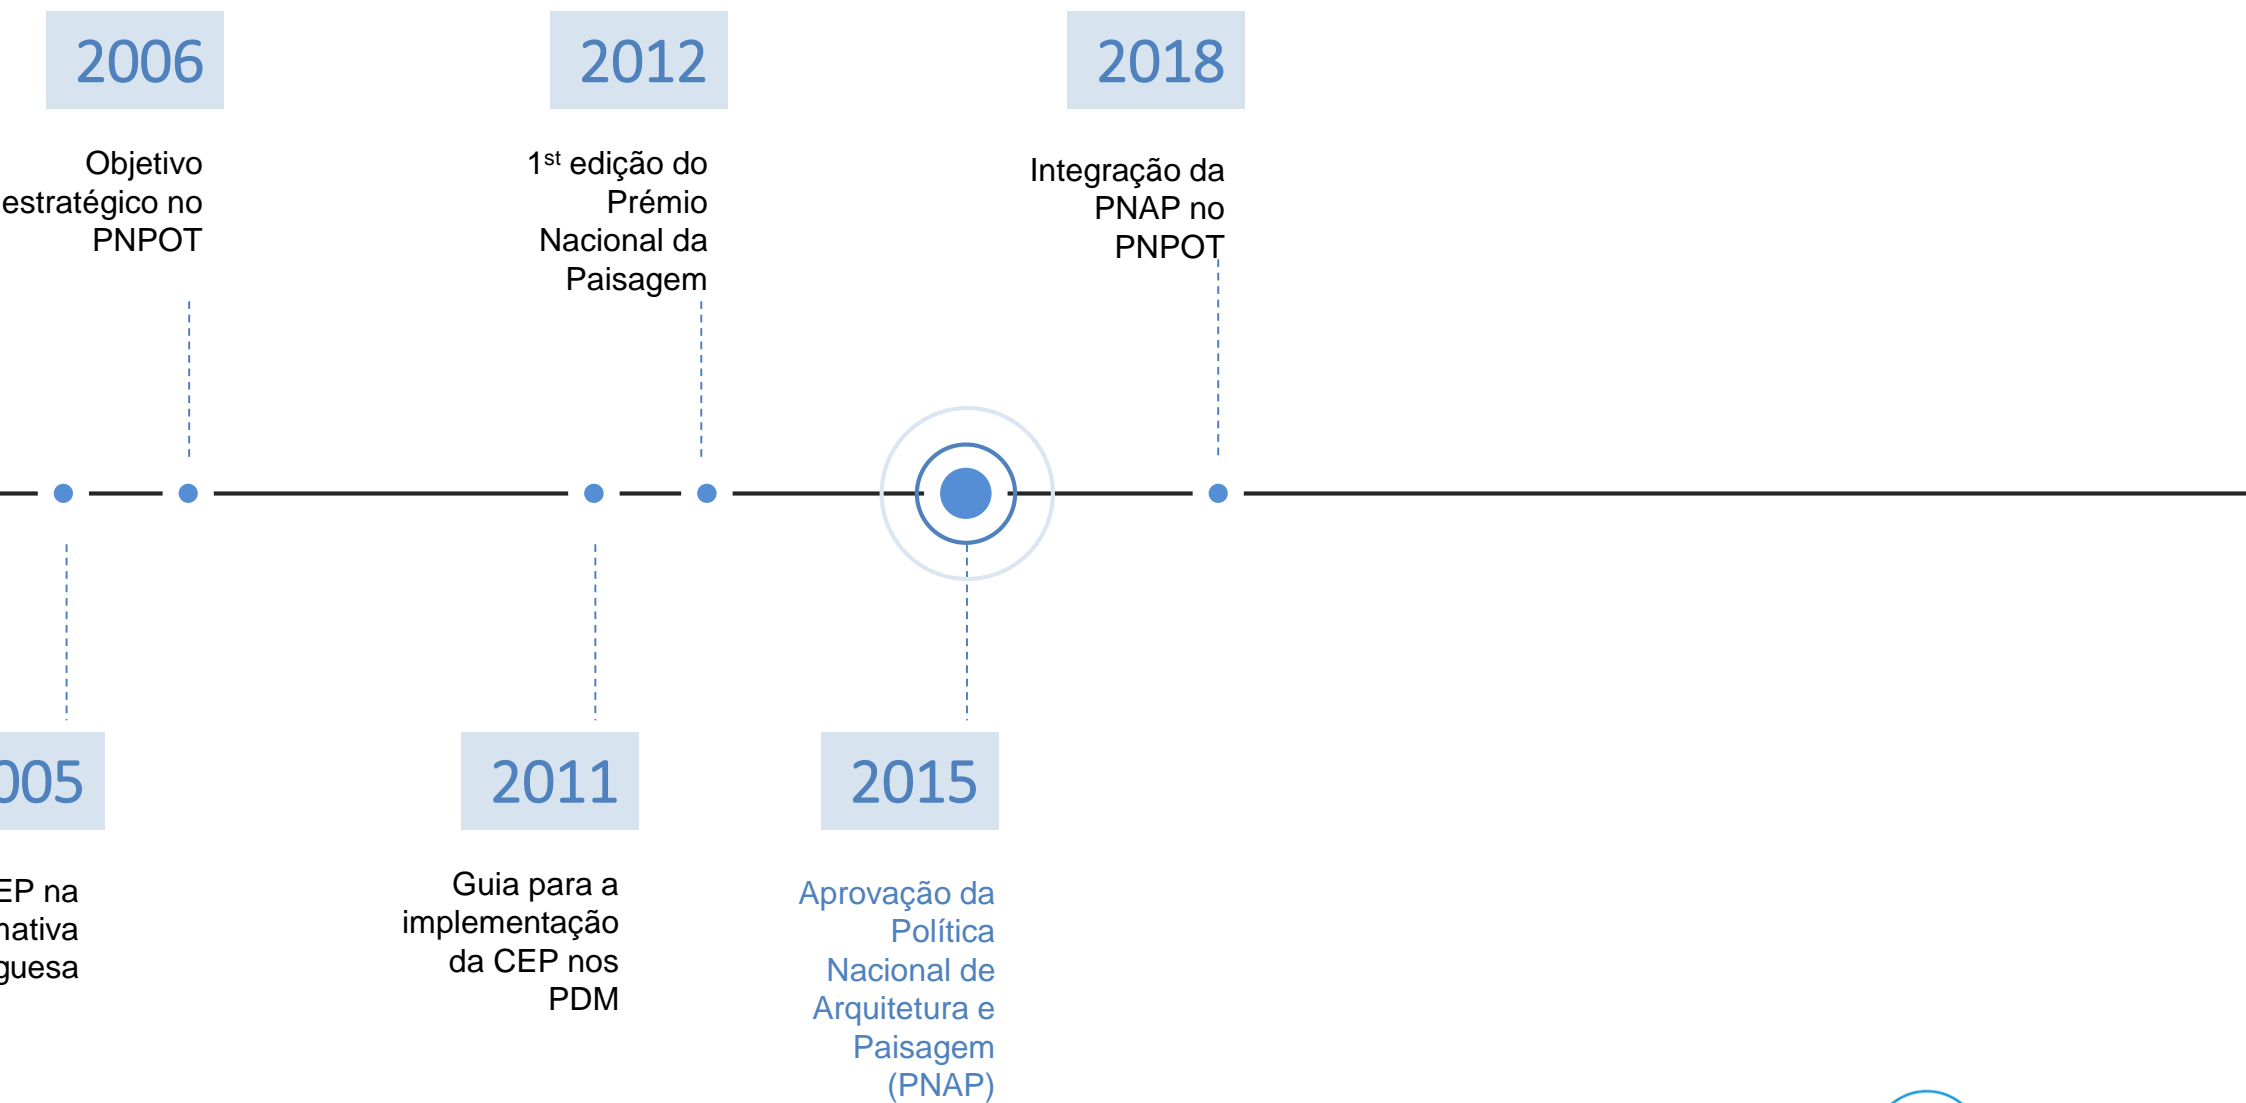 2006
Objetivo
estratégico no
PNPOT
2012
1st edição do
Prémio
Nacional da
Paisagem
2018
Integração da
PNAP no
PNPOT
005
EP na
guesa
2011
Guia para a
implementação
da CEP nos
PDM
2015
Aprovação da
Política
Nacional de
Arquitetura e
Paisagem
(PNAP)